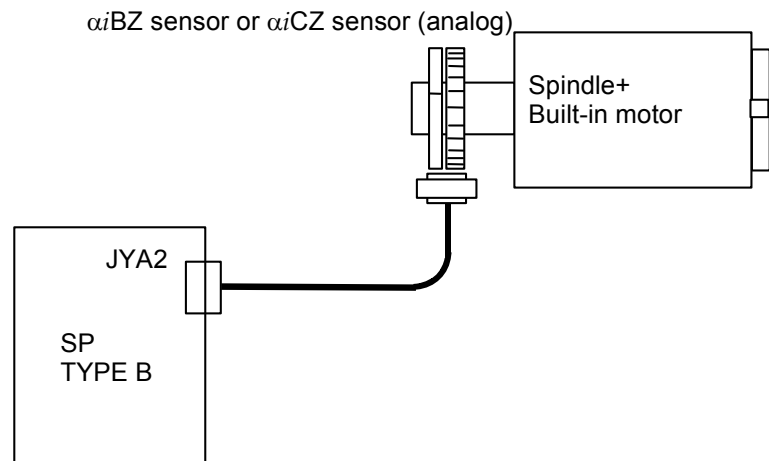 αiBZ sensor or αiCZ sensor (analog)
Spindle+
Built-in motor
JYA2
SP
TYPE B